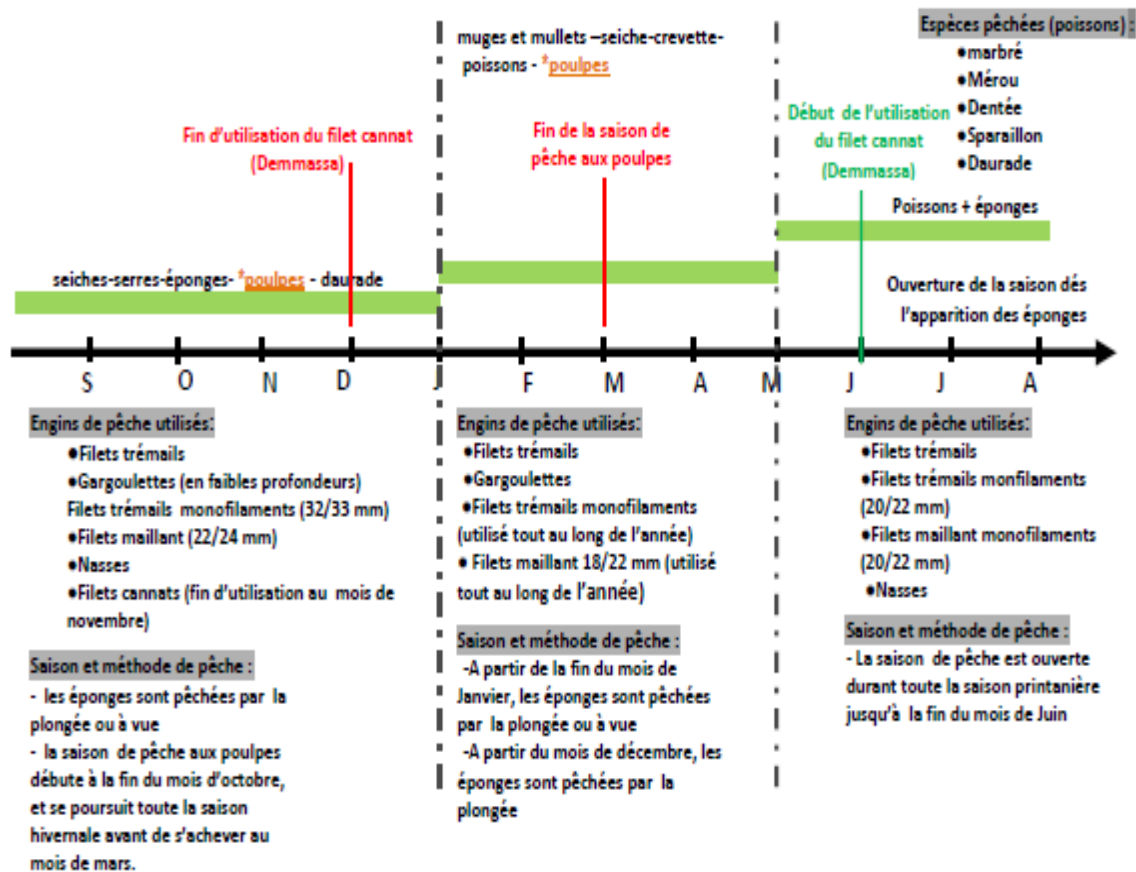 Espèces pêchées (poissons) :
●marbré
●Mérou
●Dentée
●Sparaillon
●Daurade
muges et mullets –seiche-crevette-
poissons - *poulpes
Fin d'utilisation du filet cannat
(Demmassa)
Fin de la saison de
pêche aux poulpes
Début de l'utilisation
du filet cannat
(Demmassa)
Poissons + éponges
seiches-serres-éponges- *poulpes - daurade
Ouverture de la saison dés
l'apparition des éponges
S O N D J F M A M J J A
Engins de pêche utilisés:
●Filets trémails
●Gargoulettes (en faibles profondeurs)
Filets trémails monofilaments (32/33 mm)
●Filets maillant (22/24 mm)
●Nasses
●Filets cannats (fin d'utilisation au mois de
novembre)
Saison et méthode de pêche :
- les éponges sont pêchées par la
plongée ou à vue
- la saison de pêche aux poulpes
débute à la fin du mois d'octobre,
et se poursuit toute la saison
hivernale avant de s'achever au
mois de mars.
Engins de pêche utilisés:
●Filets trémails
●Gargoulettes
●Filets trémails monofilaments
(utilisé tout au long de l'année)
● Filets maillant 18/22 mm (utilisé
tout au long de l'année)
Saison et méthode de pêche :
-A partir de la fin du mois de
Janvier, les éponges sont pêchées
par la plongée ou à vue
-A partir du mois de décembre, les
éponges sont pêchées par la
plongée
Engins de pêche utilisés:
●Filets trémails
●Filets trémails monfilaments
(20/22 mm)
●Filets maillant monofilaments
(20/22 mm)
●Nasses
Saison et méthode de pêche :
- La saison de pêche est ouverte
durant toute la saison printanière
jusqu'à la fin du mois de Juin